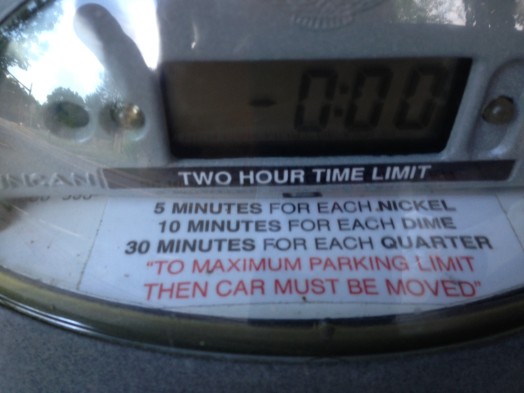 - 0:00
TWO HOUR TIME LIMIT
5 MINUTES FOR EACH NICKEL
10 MINUTES FOR EACH DIME
30 MINUTES FOR EACH QUARTER
"TO MAXIMUM PARKING LIMIT
THEN CAR MUST BE MOVED"